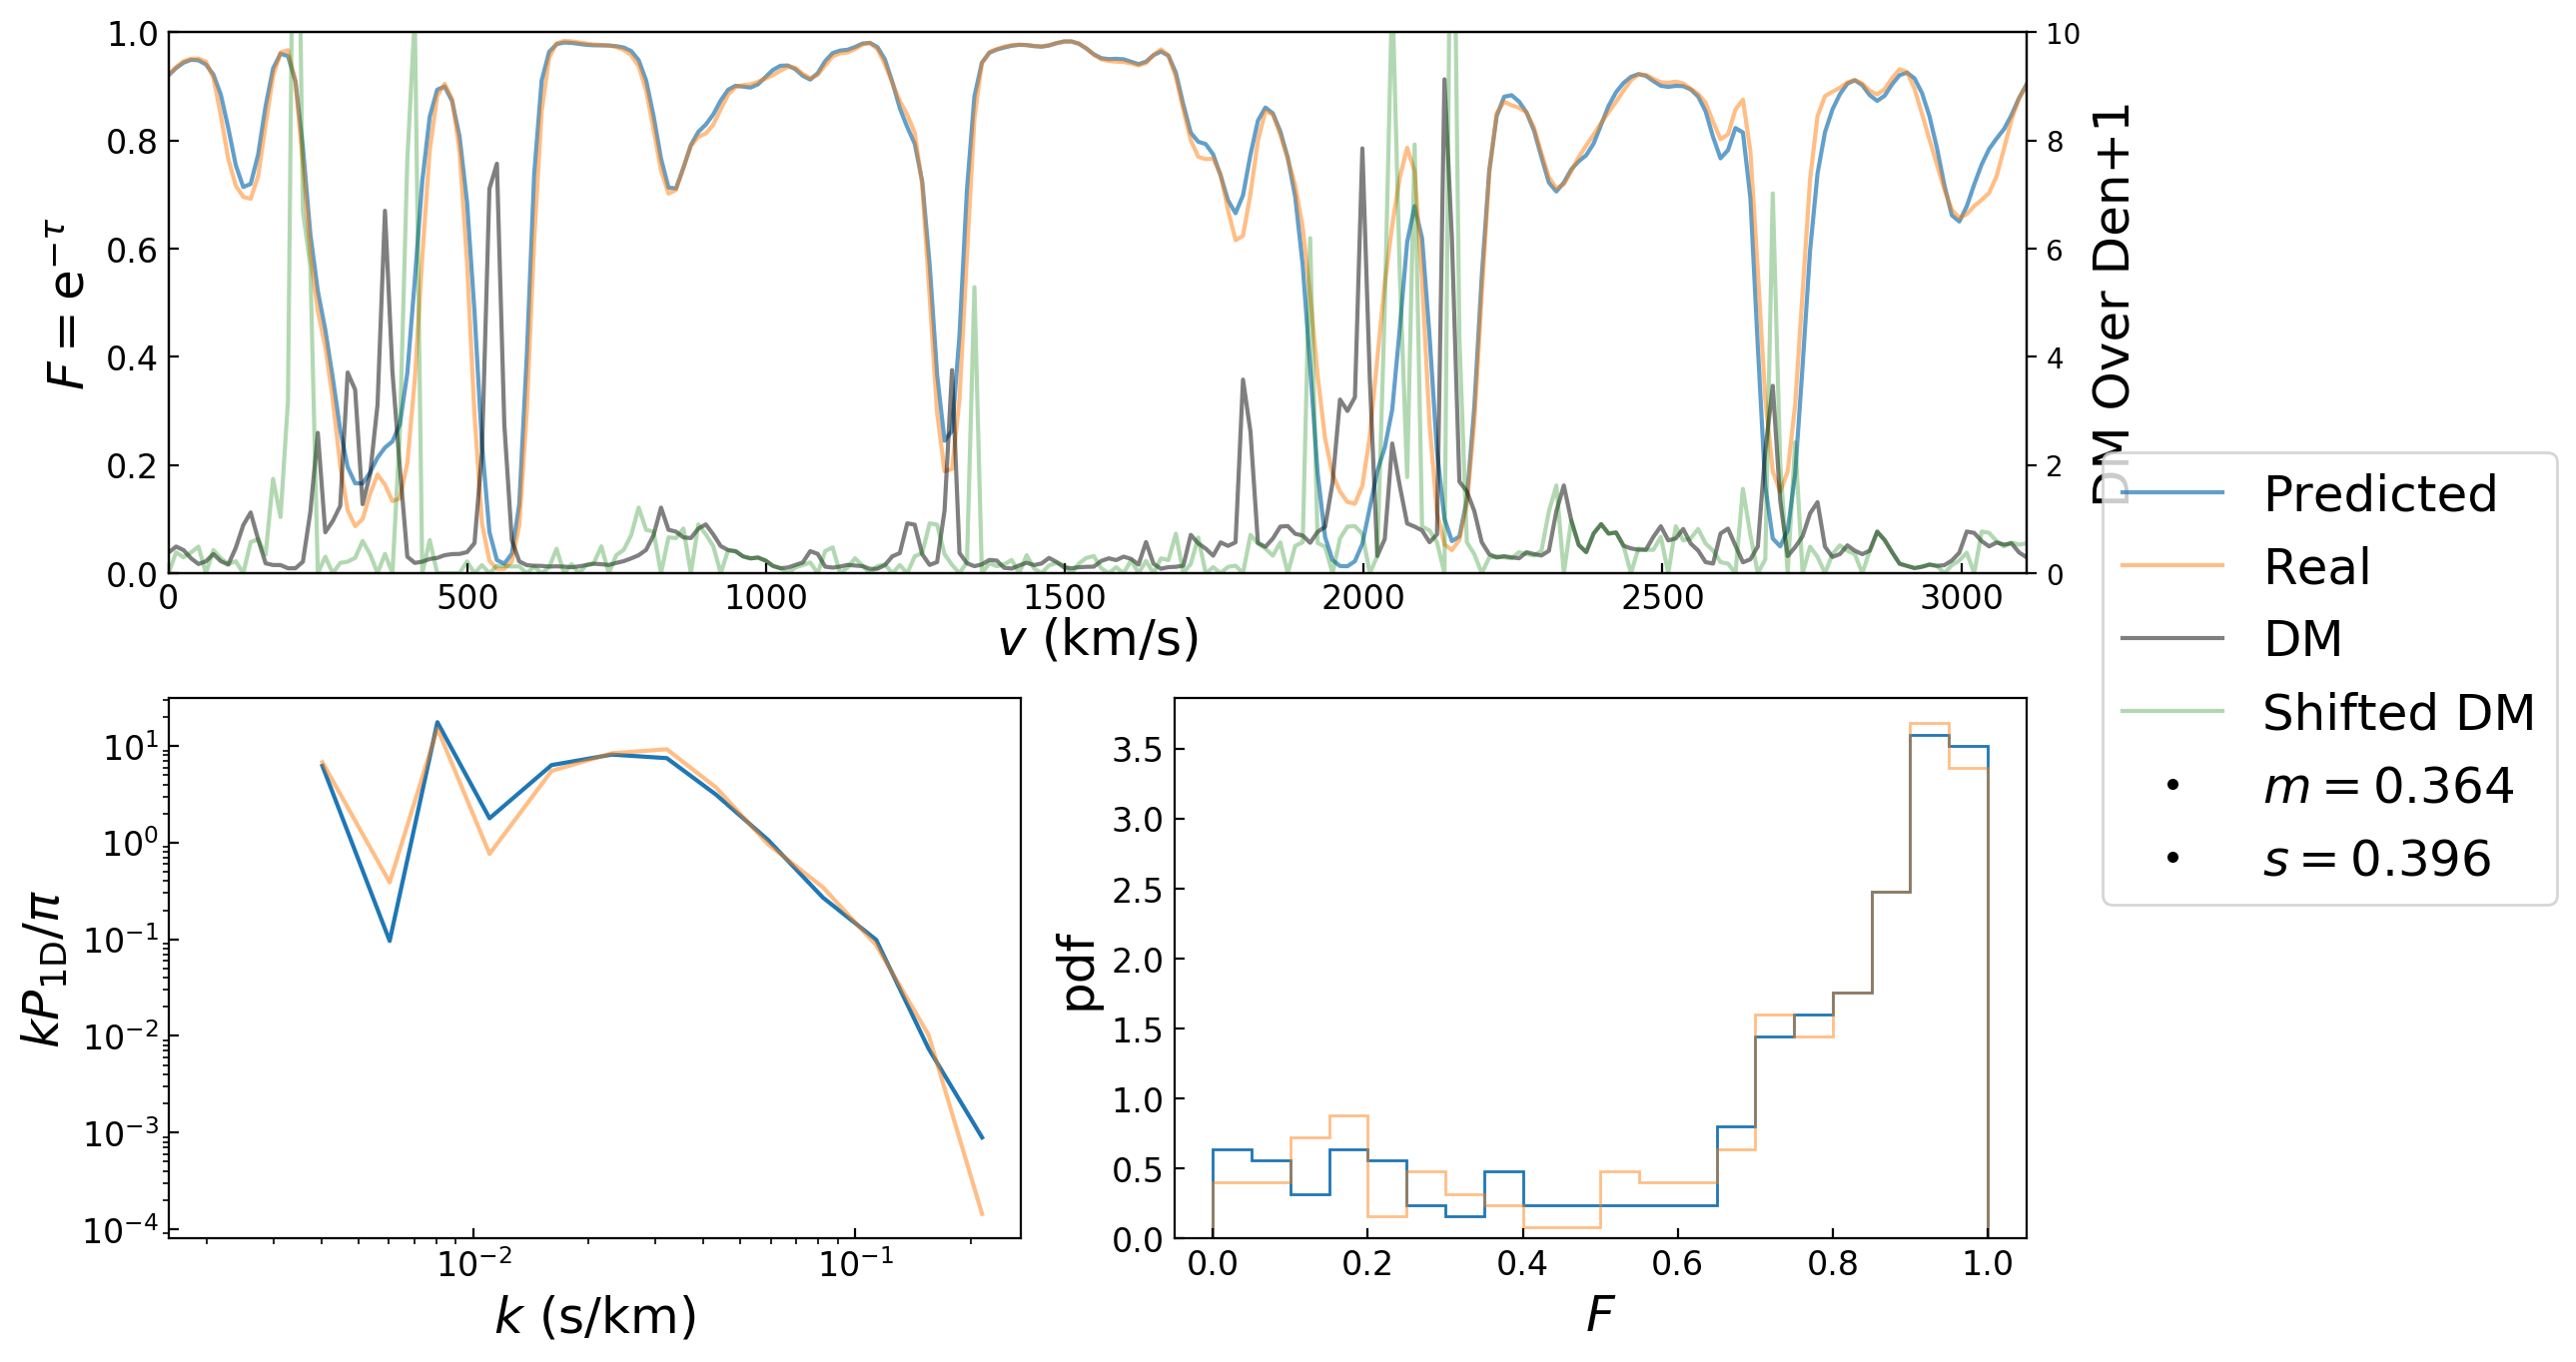 1.0
0.8
0.6
0.4
0.2
0.0
F = e^{−τ}
10
8
6
4
2
0
DM Over Den+1
0 500 1000 1500 2000 2500 3000
v (km/s)
Predicted
Real
DM
Shifted DM
m = 0.364
s = 0.396
10^1
10^0
10^{−1}
10^{−2}
10^{−3}
10^{−4}
kP_{1D}/π
10^{−2} 10^{−1}
k (s/km)
3.5
3.0
2.5
2.0
1.5
1.0
0.5
0.0
pdf
0.0 0.2 0.4 0.6 0.8 1.0
F